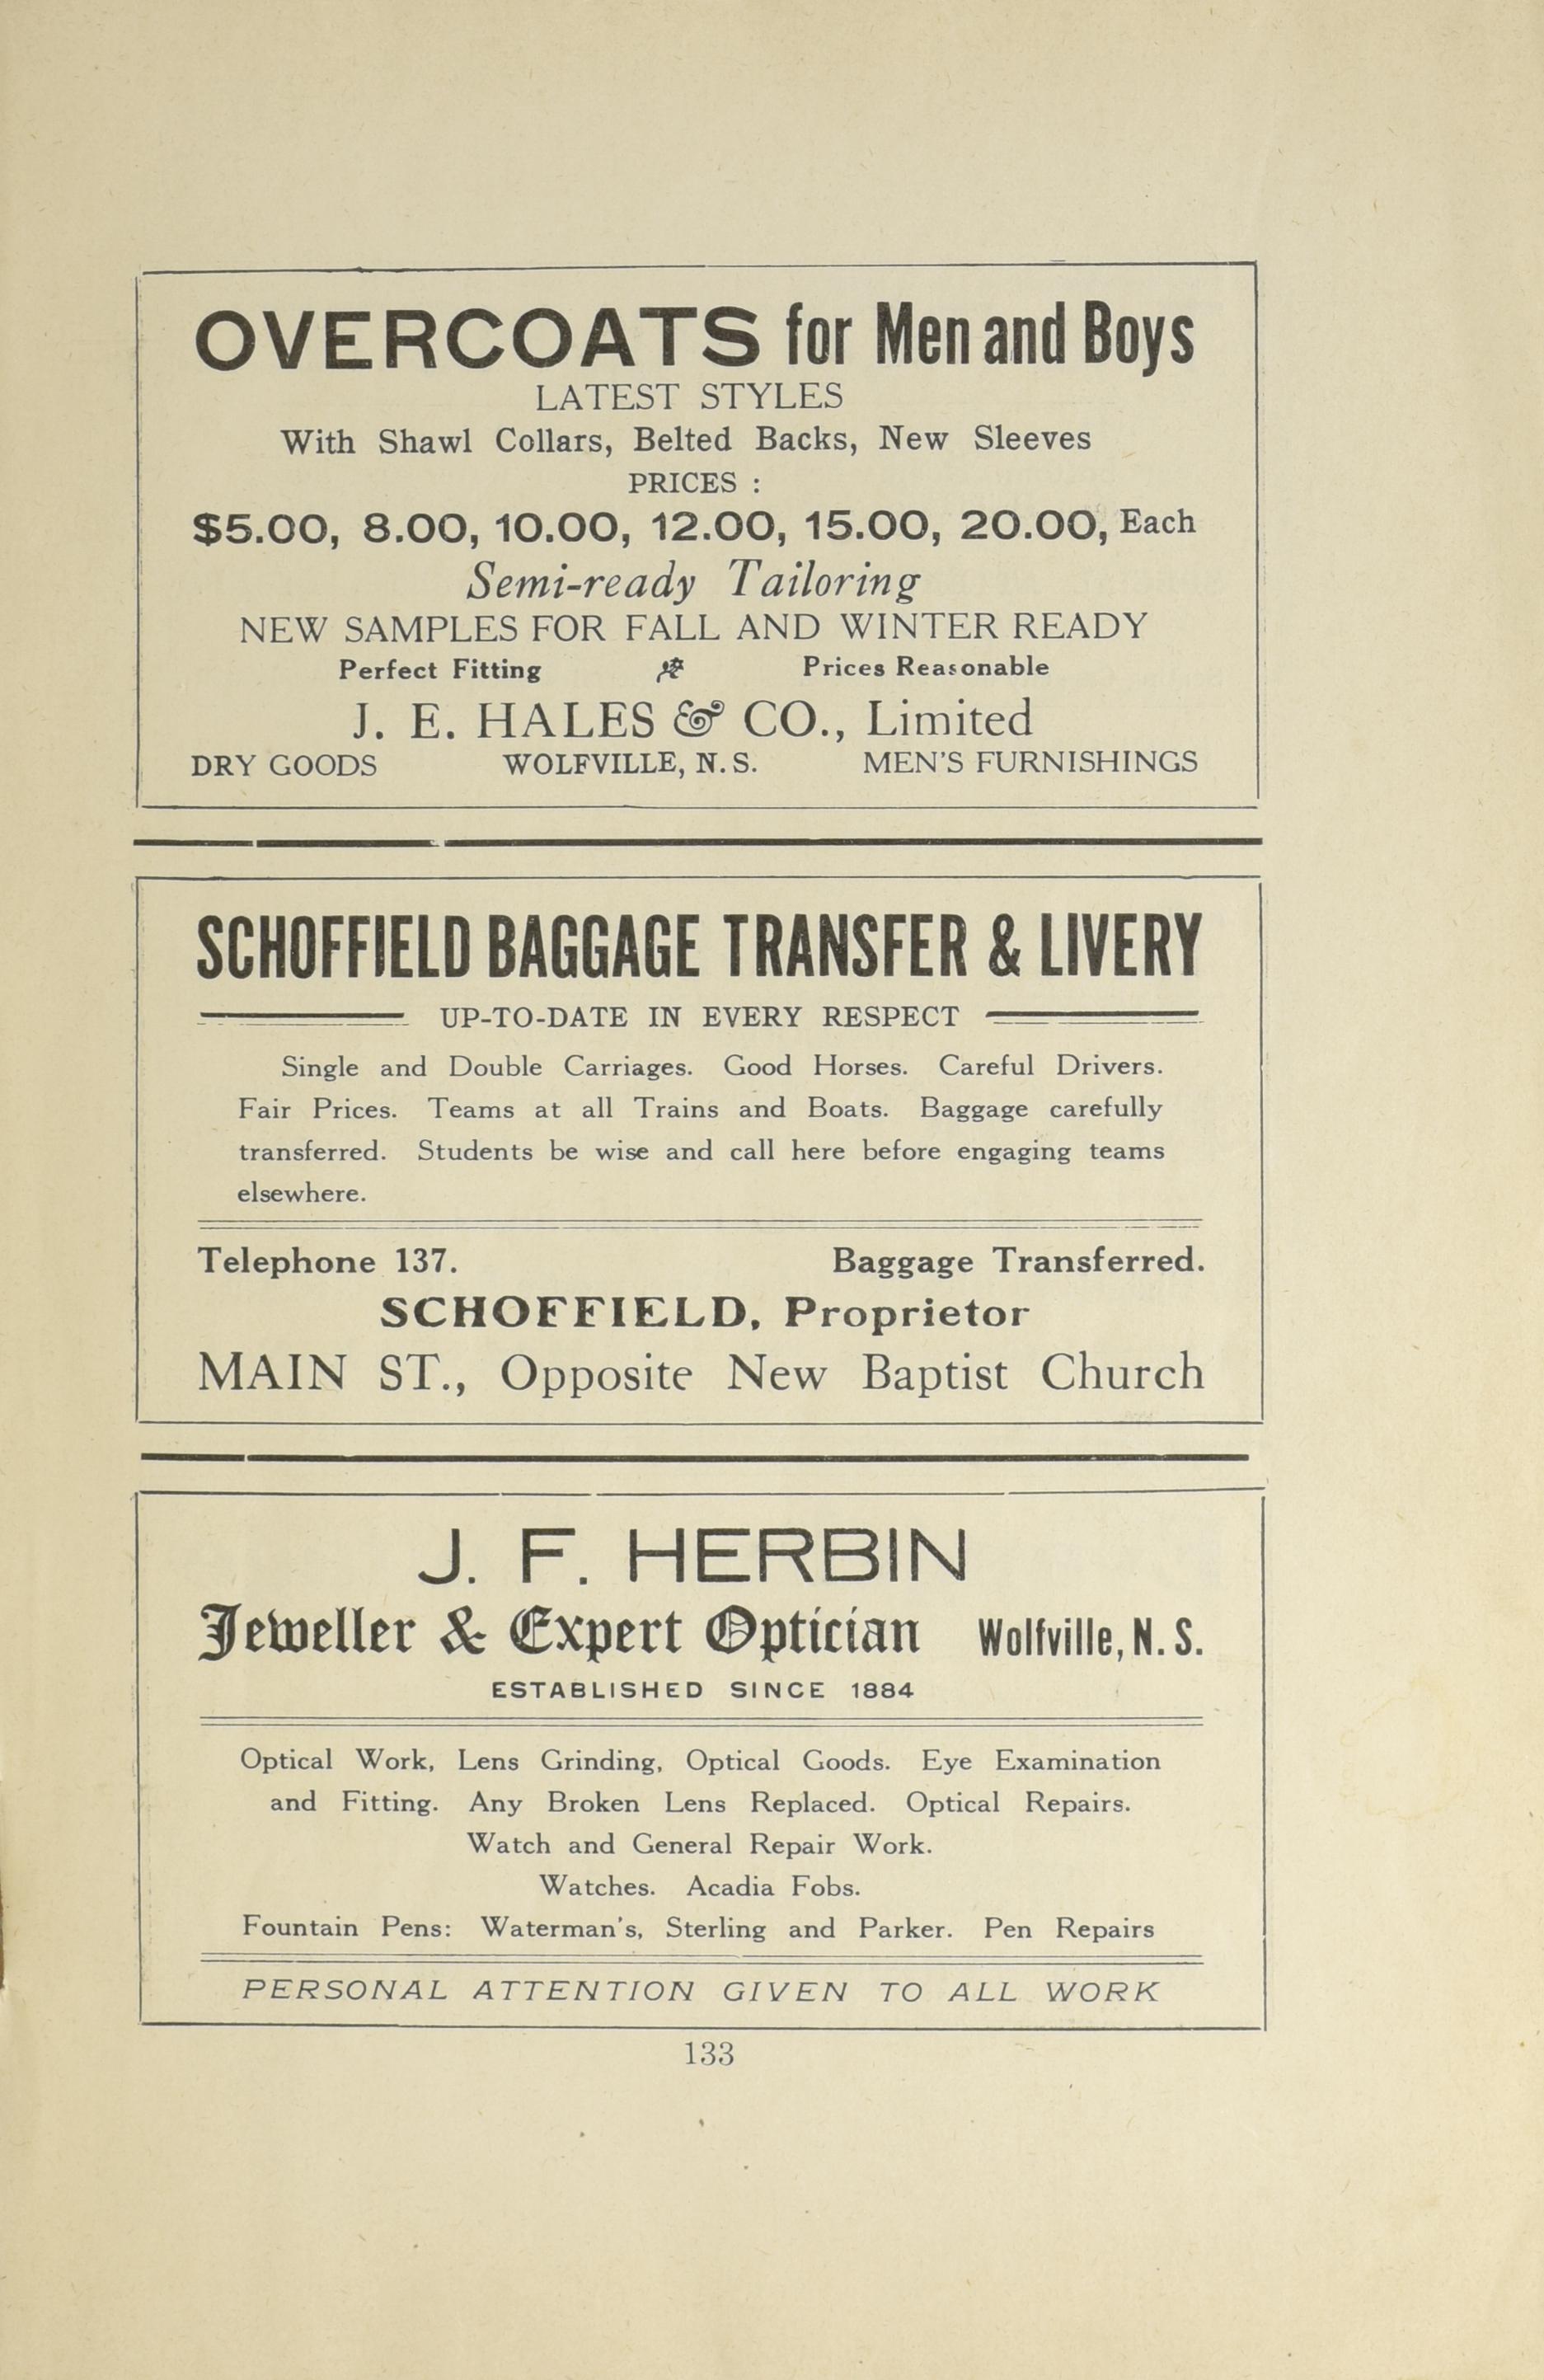 OVERCOATS for Men and Boys
LATEST STYLES
With Shawl Collars, Belted Backs, New Sleeves
PRICES :
$5.00, 8.00, 10.00, 12.00, 15.00, 20.00, Each
Semi-ready Tailoring
NEW SAMPLES FOR FALL AND WINTER READY
Perfect Fitting Prices Reasonable
J. E. HALES & CO., Limited
DRY GOODS WOLFVILLE, N. S. MEN'S FURNISHINGS
SCHOFFIELD BAGGAGE TRANSFER & LIVERY
UP-TO-DATE IN EVERY RESPECT
Single and Double Carriages. Good Horses. Careful Drivers.
Fair Prices. Teams at all Trains and Boats. Baggage carefully
transferred. Students be wise and call here before engaging teams
elsewhere.
Telephone 137. Baggage Transferred.
SCHOFFIELD, Proprietor
MAIN ST., Opposite New Baptist Church
J. F. HERBIN
Jeweller & Expert Optician Wolfville, N. S.
ESTABLISHED SINCE 1884
Optical Work, Lens Grinding, Optical Goods. Eye Examination
and Fitting. Any Broken Lens Replaced. Optical Repairs.
Watch and General Repair Work.
Watches. Acadia Fobs.
Fountain Pens: Waterman's, Sterling and Parker. Pen Repairs
PERSONAL ATTENTION GIVEN TO ALL WORK
133